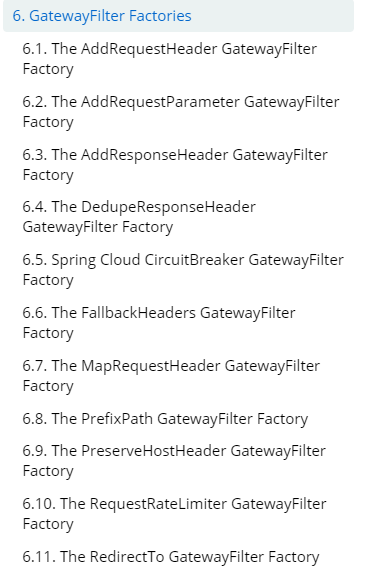 6. GatewayFilter Factories
6.1. The AddRequestHeader GatewayFilter
Factory
6.2. The AddRequestParameter GatewayFilter
Factory
6.3. The AddResponseHeader GatewayFilter
Factory
6.4. The DedupeResponseHeader
GatewayFilter Factory
6.5. Spring Cloud CircuitBreaker GatewayFilter
Factory
6.6. The FallbackHeaders GatewayFilter
Factory
6.7. The MapRequestHeader GatewayFilter
Factory
6.8. The PrefixPath GatewayFilter Factory
6.9. The PreserveHostHeader GatewayFilter
Factory
6.10. The RequestRateLimiter GatewayFilter
Factory
6.11. The RedirectTo GatewayFilter Factory